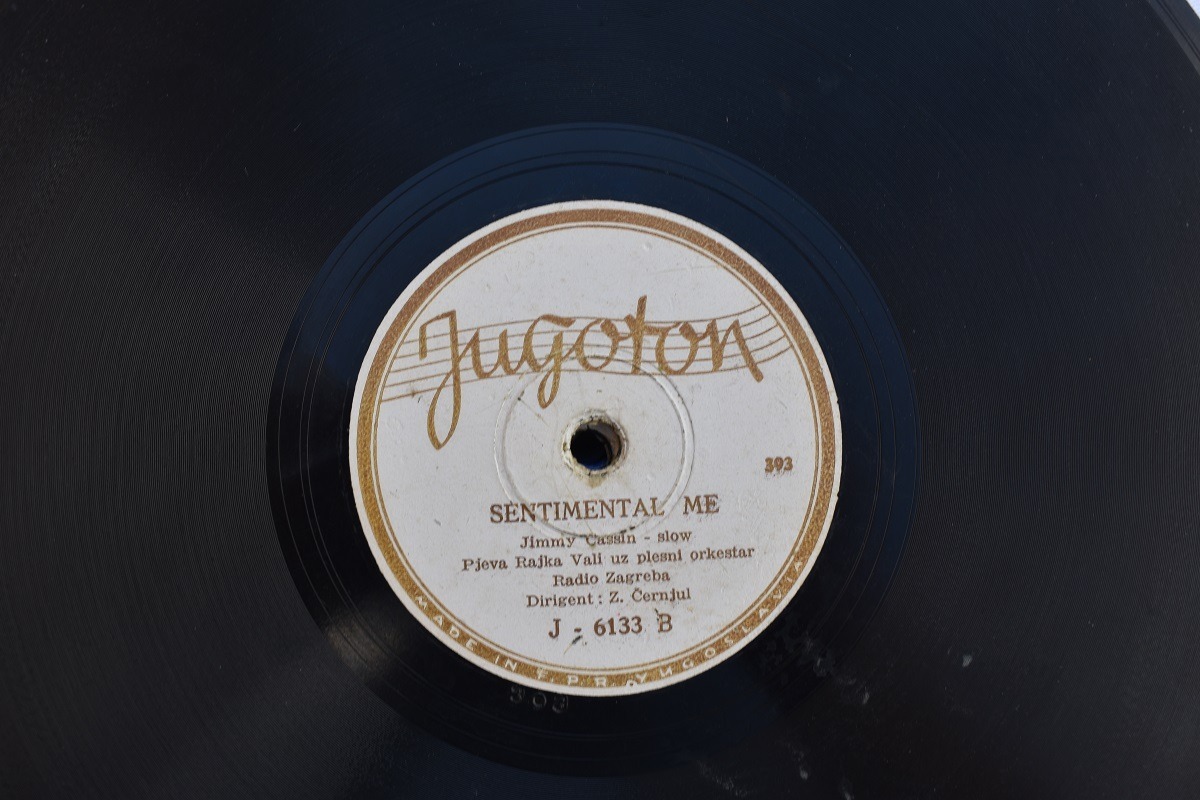 Jugoton
393
SENTIMENTAL ME
Jimmy Cassin - slow
Pjeva Rajka Vali uz plesni orkestar
Radio Zagreba
Dirigent : Z. Černjul
J - 6133 B
MADE IN F.P.R. YUGOSLAVIA